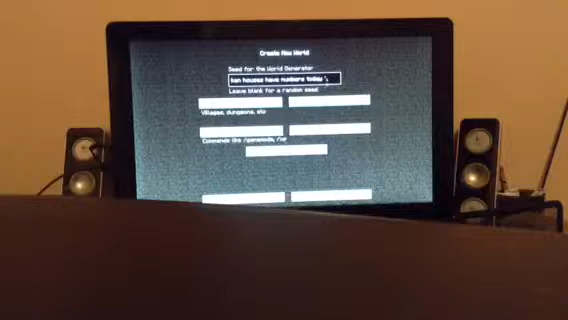 Create New World
Seed for the World Generator
ken houses have numbers today ",
Leave blank for a random seed
Villages, dungeons, etc
Commands like /gamemode, /xp